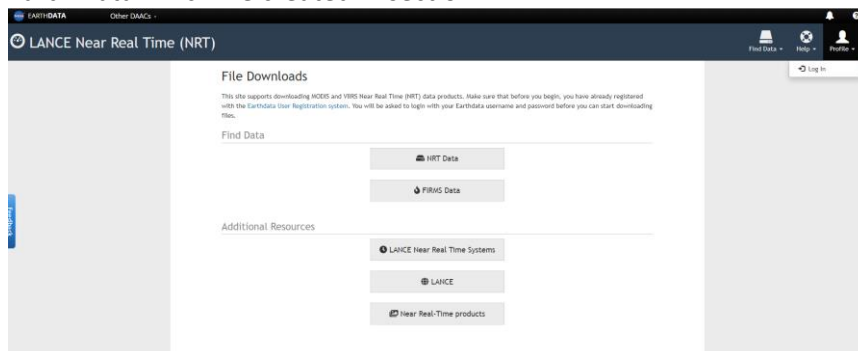 EARTHDATA Other DAACs
LANCE Near Real Time (NRT)
Find Data
Help
Profile
Log In
File Downloads
This site supports downloading MODIS and VIIRS Near Real Time (NRT) data products. Make sure that before you begin, you have already registered
with the Earthdata User Registration system. You will be asked to login with your Earthdata username and password before you can start downloading
files.
Find Data
NRT Data
FIRMS Data
Feedback
Additional Resources
LANCE Near Real Time Systems
LANCE
Near Real-Time products